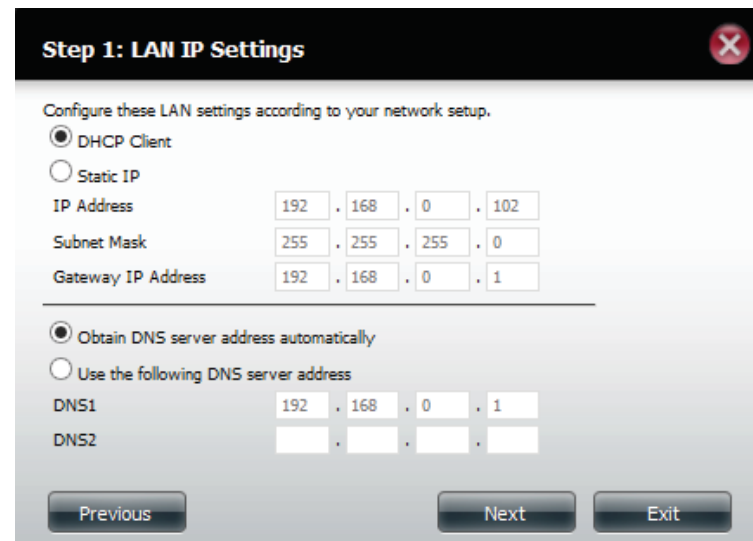 Step 1: LAN IP Settings
Configure these LAN settings according to your network setup.
DHCP Client
Static IP
IP Address 192 . 168 . 0 . 102
Subnet Mask 255 . 255 . 255 . 0
Gateway IP Address 192 . 168 . 0 . 1
Obtain DNS server address automatically
Use the following DNS server address
DNS1 192 . 168 . 0 . 1
DNS2 . . .
Previous Next Exit